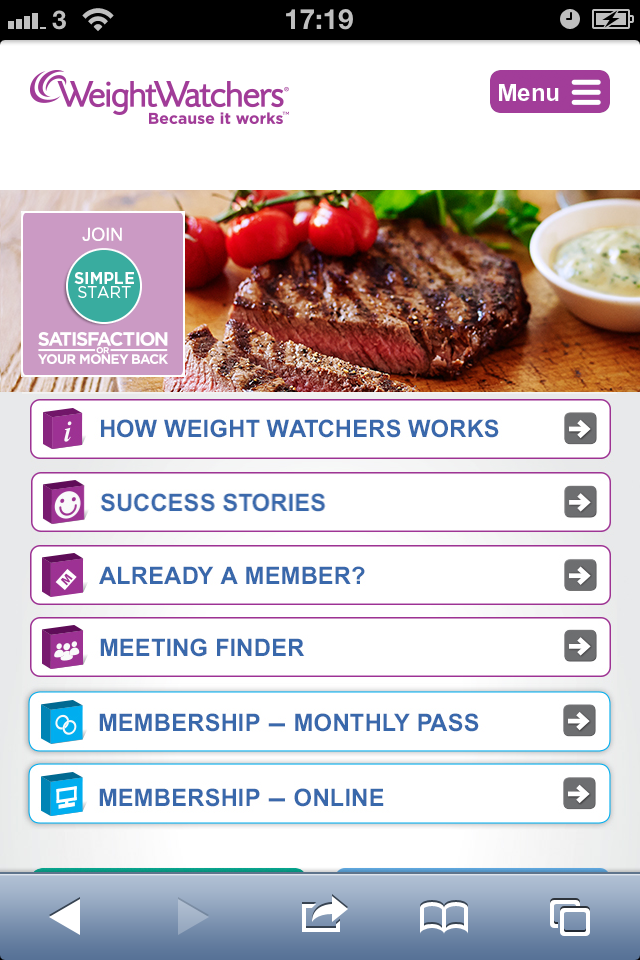 3 17:19
WeightWatchers®
Because it works™
Menu
JOIN
SIMPLE
START
SATISFACTION
OR
YOUR MONEY BACK
i HOW WEIGHT WATCHERS WORKS
SUCCESS STORIES
M ALREADY A MEMBER?
MEETING FINDER
MEMBERSHIP – MONTHLY PASS
MEMBERSHIP – ONLINE